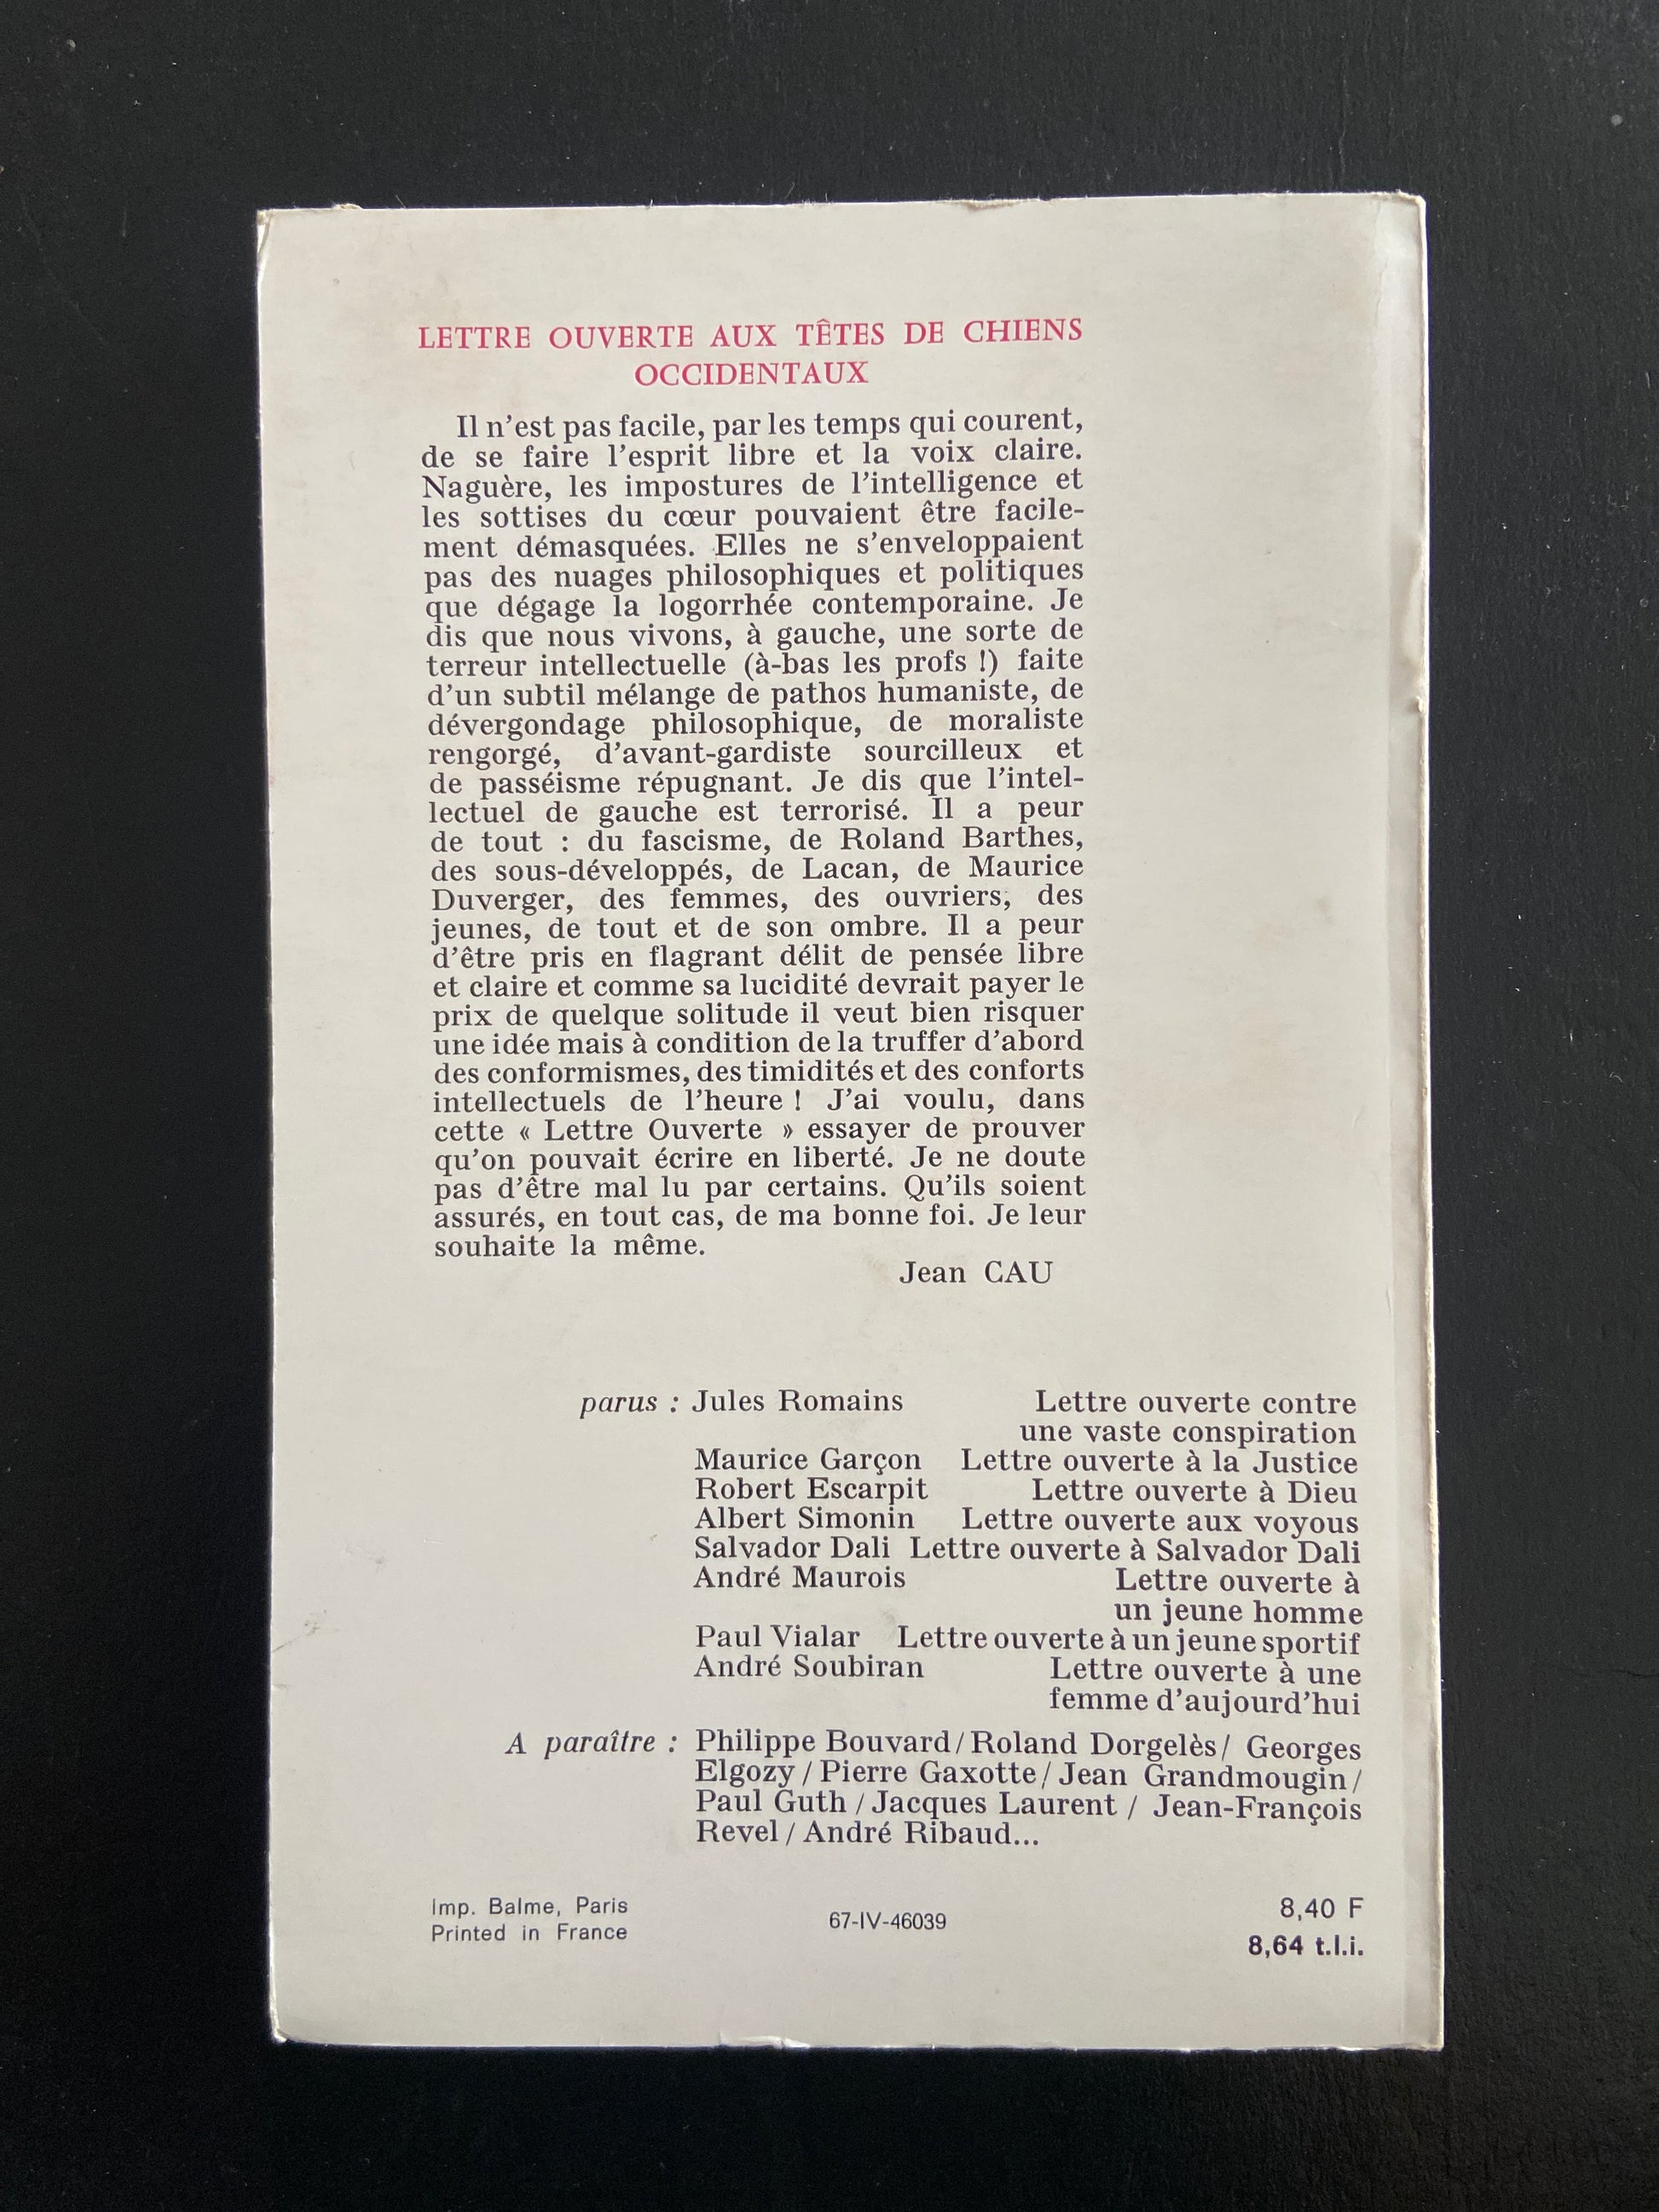 LETTRE OUVERTE AUX TÊTES DE CHIENS
OCCIDENTAUX
Il n'est pas facile, par les temps qui courent,
de se faire l'esprit libre et la voix claire.
Naguère, les impostures de l'intelligence et
les sottises du cœur pouvaient être facile-
ment démasquées. Elles ne s'enveloppaient
pas des nuages philosophiques et politiques
que dégage la logorrhée contemporaine. Je
dis que nous vivons, à gauche, une sorte de
terreur intellectuelle (à-bas les profs !) faite
d'un subtil mélange de pathos humaniste, de
dévergondage philosophique, de moraliste
rengorgé, d'avant-gardiste sourcilleux et
de passéisme répugnant. Je dis que l'intel-
lectuel de gauche est terrorisé. Il a peur
de tout : du fascisme, de Roland Barthes,
des sous-développés, de Lacan, de Maurice
Duverger, des femmes, des ouvriers, des
jeunes, de tout et de son ombre. Il a peur
d'être pris en flagrant délit de pensée libre
et claire et comme sa lucidité devrait payer le
prix de quelque solitude il veut bien risquer
une idée mais à condition de la truffer d'abord
des conformismes, des timidités et des conforts
intellectuels de l'heure ! J'ai voulu, dans
cette « Lettre Ouverte » essayer de prouver
qu'on pouvait écrire en liberté. Je ne doute
pas d'être mal lu par certains. Qu'ils soient
assurés, en tout cas, de ma bonne foi. Je leur
souhaite la même.
Jean CAU
parus : Jules Romains Lettre ouverte contre
une vaste conspiration
Maurice Garçon Lettre ouverte à la Justice
Robert Escarpit Lettre ouverte à Dieu
Albert Simonin Lettre ouverte aux voyous
Salvador Dali Lettre ouverte à Salvador Dali
André Maurois Lettre ouverte à
un jeune homme
Paul Vialar Lettre ouverte à un jeune sportif
André Soubiran Lettre ouverte à une
femme d'aujourd'hui
A paraître : Philippe Bouvard / Roland Dorgelès / Georges
Elgozy / Pierre Gaxotte / Jean Grandmougin /
Paul Guth / Jacques Laurent / Jean-François
Revel / André Ribaud...
Imp. Balme, Paris
Printed in France
67-IV-46039
8,40 F
8,64 t.l.i.